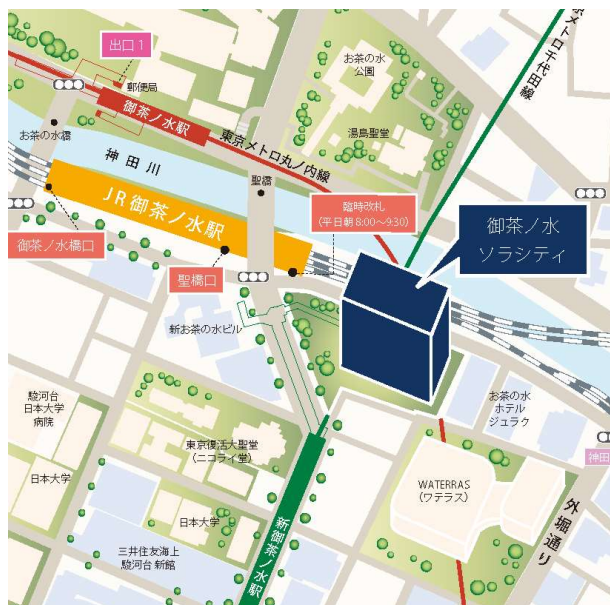 出口1
郵便局
御茶ノ水駅
お茶の水
公園
東京メトロ千代田線
湯島聖堂
お茶の水橋
神田川
東京メトロ丸ノ内線
聖橋
JR御茶ノ水駅
臨時改札
(平日朝8:00〜9:30)
御茶ノ水
ソラシティ
御茶ノ水橋口
聖橋口
新お茶の水ビル
駿河台
日本大学
病院
東京復活大聖堂
(ニコライ堂)
お茶の水
ホテル
ジュラク
神田
WATERRAS
(ワテラス)
日本大学
日本大学
新御茶ノ水駅
外堀通り
三井住友海上
駿河台新館